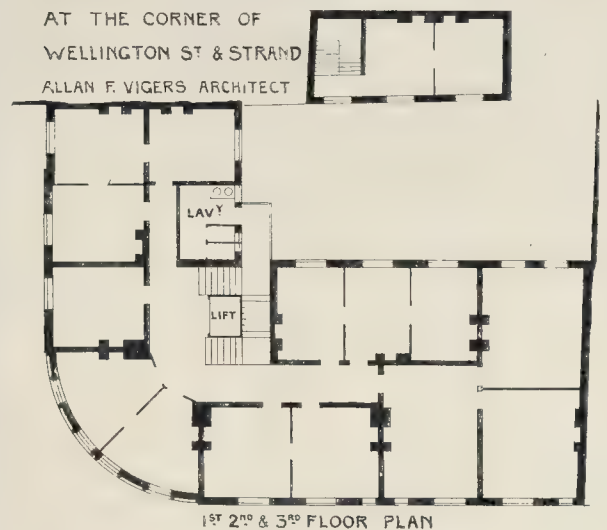 AT THE CORNER OF
WELLINGTON ST & STRAND
ALLAN F. VIGERS ARCHITECT
LAVY
LIFT
1ST 2ND & 3RD FLOOR PLAN